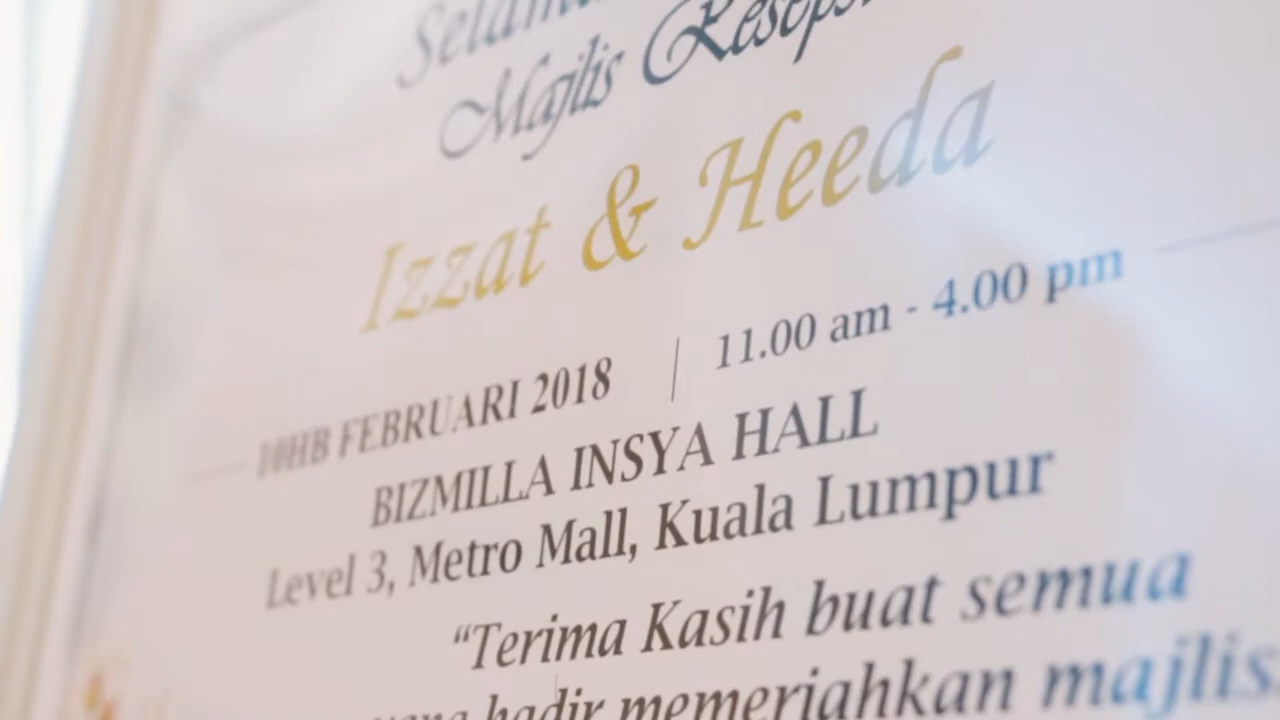 Majlis
Izzat & Heeda
10HB FEBRUARI 2018 | 11.00 am - 4.00 pm
BIZMILLA INSYA HALL
Level 3, Metro Mall, Kuala Lumpur
“Terima Kasih buat semua
hadir memeriahkan majlis